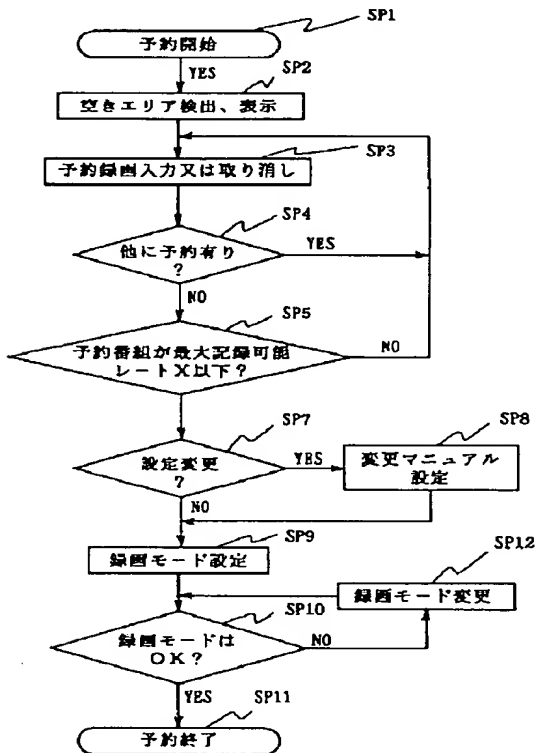 SP1
予約開始
YES
SP2
空きエリア検出、表示
SP3
予約録画入力又は取り消し
SP4
他に予約有り
?
YES
NO
SP5
予約番組が最大記録可能
レートX以下?
NO
SP7
設定変更
?
YES
SP8
変更マニュアル
設定
NO
SP9
録画モード設定
SP12
録画モード変更
SP10
録画モードは
OK?
NO
YES
SP11
予約終了